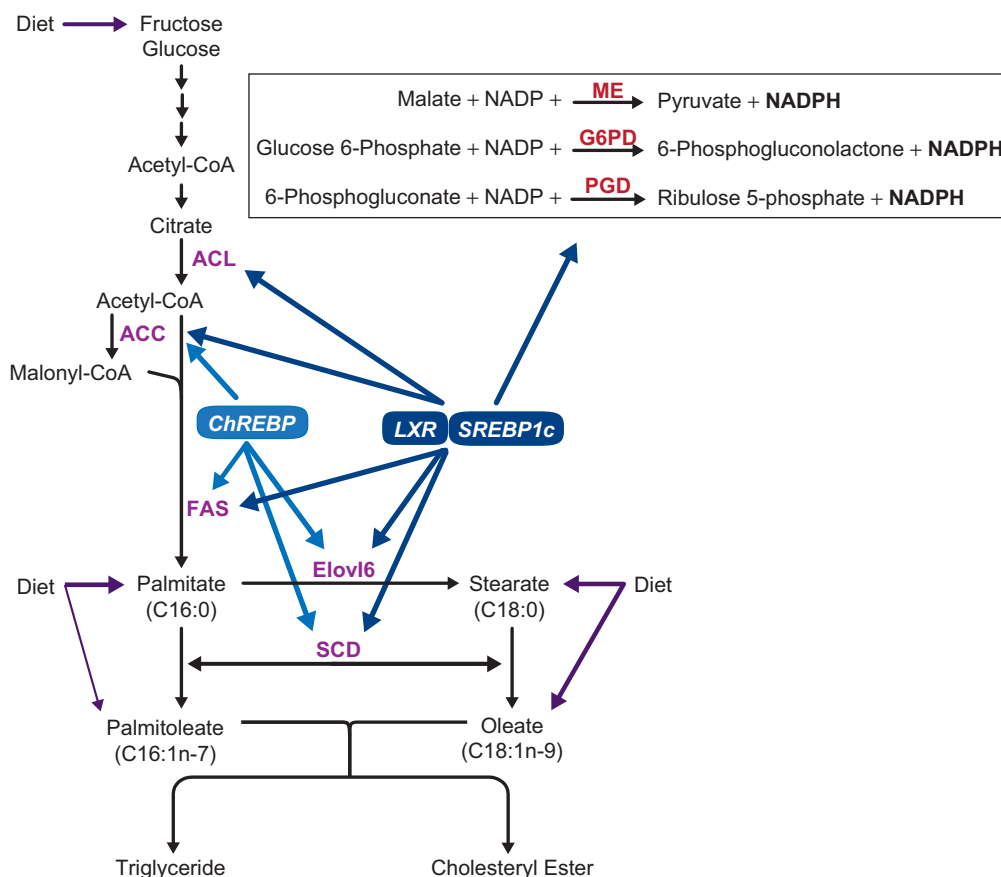 Diet
Fructose
Glucose
Malate + NADP +
ME
Pyruvate + NADPH
Glucose 6-Phosphate + NADP +
G6PD
6-Phosphogluconolactone + NADPH
6-Phosphogluconate + NADP +
PGD
Ribulose 5-phosphate + NADPH
Acetyl-CoA
Citrate
ACL
Acetyl-CoA
ACC
Malonyl-CoA
ChREBP
LXR
SREBP1c
FAS
Elovl6
Diet
Palmitate
(C16:0)
Stearate
(C18:0)
Diet
SCD
Palmitoleate
(C16:1n-7)
Oleate
(C18:1n-9)
Triglyceride
Cholesteryl Ester